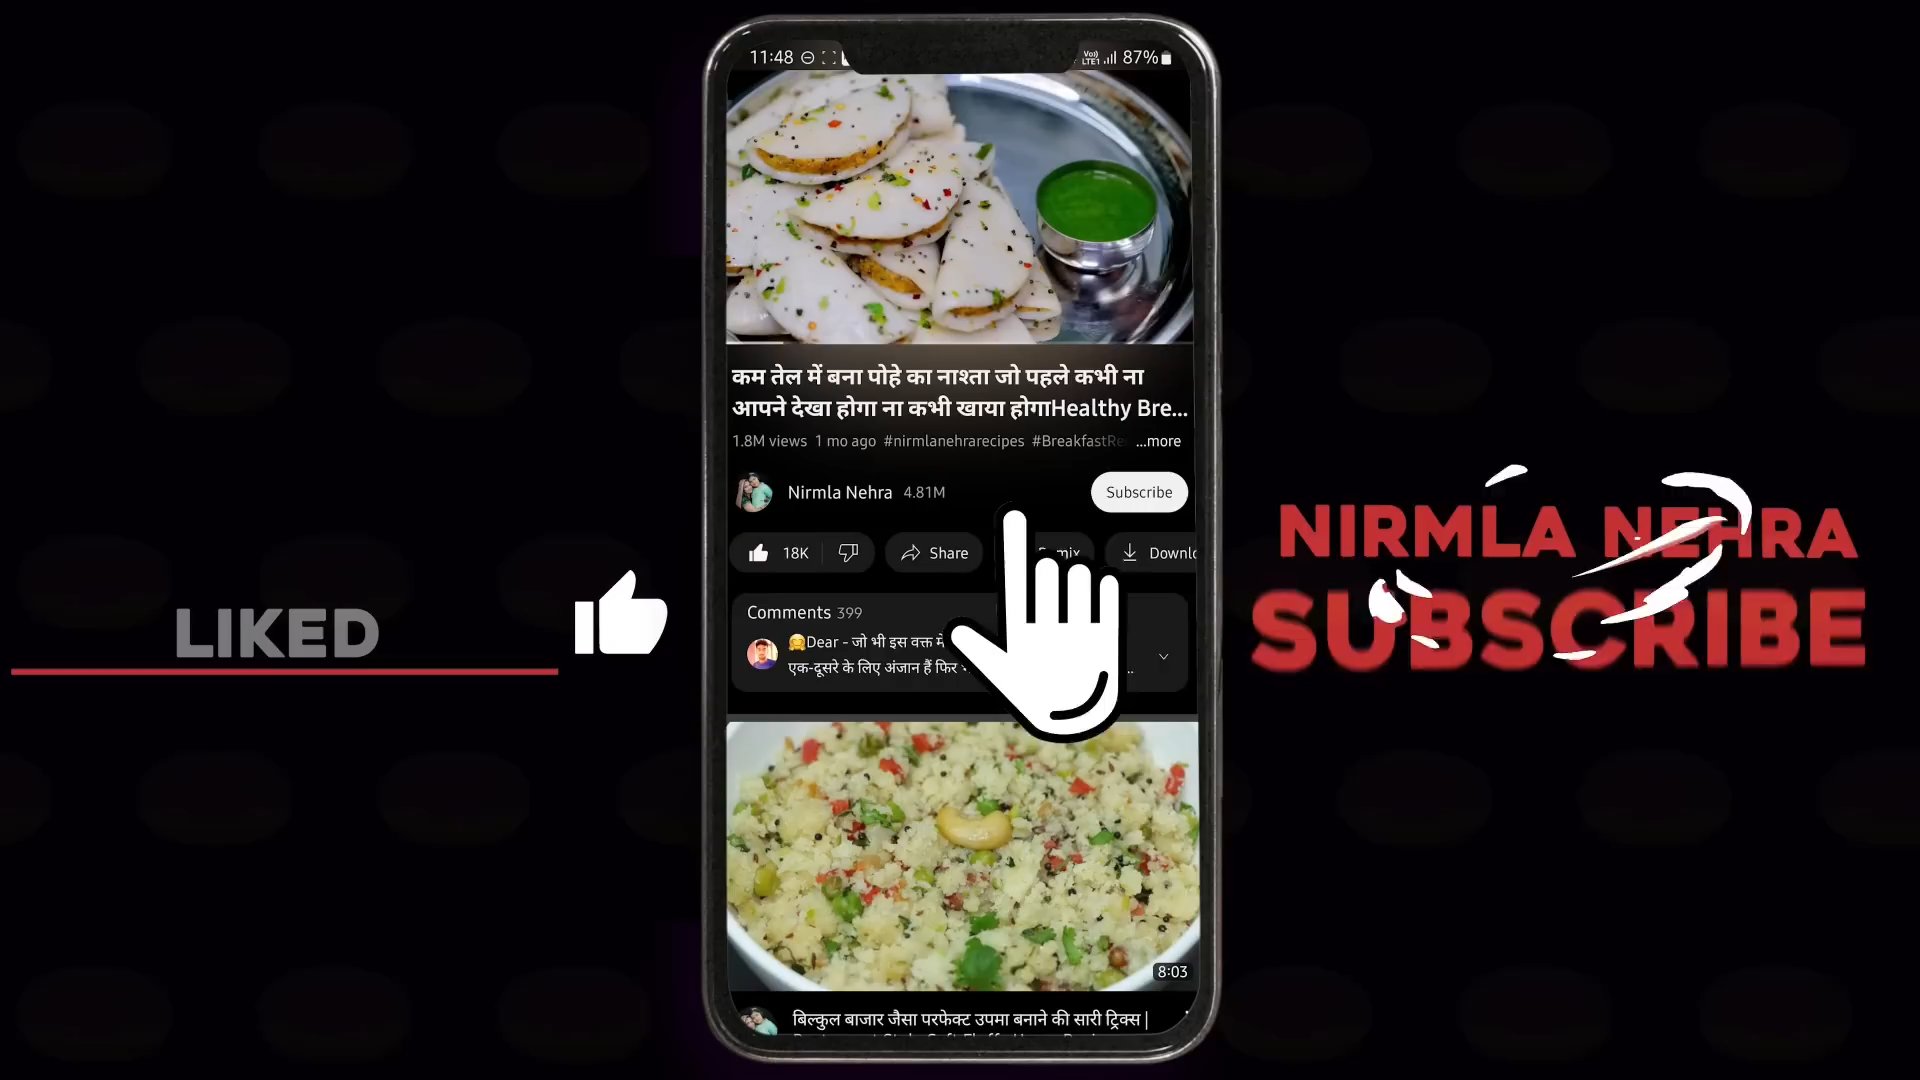 11:48
Vo))
LTE1
87%
कम तेल में बना पोहे का नाश्ता जो पहले कभी ना
आपने देखा होगा ना कभी खाया होगाHealthy Bre...
1.8M views 1 mo ago #nirmlanehrarecipes #BreakfastRe ...more
Nirmla Nehra 4.81M
Subscribe
18K
Share
Comments 399
🤗Dear - जो भी इस वक्त
एक-दूसरे के लिए अंजान हैं फिर
8:03
बिल्कुल बाजार जैसा परफेक्ट उपमा बनाने की सारी ट्रिक्स |
LIKED
NIRMLA NEHRA
SUBSCRIBE